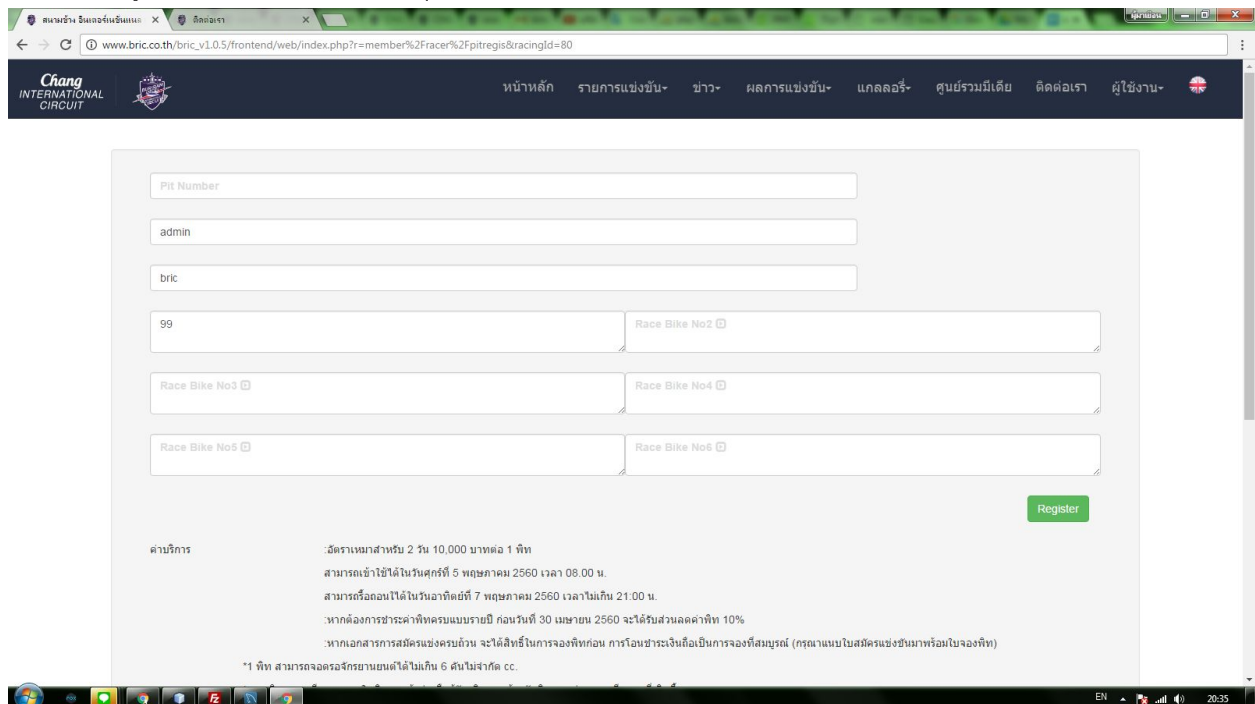 สนามช้าง อินเตอร์เนชั่นแนล
ติดต่อเรา
www.bric.co.th/bric_v1.0.5/frontend/web/index.php?r=member%2Fracer%2Fpitregis&racingId=80
Chang
INTERNATIONAL
CIRCUIT
หน้าหลัก รายการแข่งขัน ข่าว ผลการแข่งขัน แกลลอรี่ ศูนย์รวมมีเดีย ติดต่อเรา ผู้ใช้งาน
Pit Number
admin
bric
99 Race Bike No2
Race Bike No3 Race Bike No4
Race Bike No5 Race Bike No6
Register
ค่าบริการ :อัตราเหมาสำหรับ 2 วัน 10,000 บาทต่อ 1 พิท
สามารถเข้าใช้ได้ในวันศุกร์ที่ 5 พฤษภาคม 2560 เวลา 08.00 น.
สามารถรื้อถอนไได้ในวันอาทิตย์ที่ 7 พฤษภาคม 2560 เวลาไม่เกิน 21:00 น.
:หากต้องการชำระค่าพิทครบแบบรายปี ก่อนวันที่ 30 เมษายน 2560 จะได้รับส่วนลดค่าพิท 10%
:หากเอกสารการสมัครแข่งครบถ้วน จะได้สิทธิ์ในการจองพิทก่อน การโอนชำระเงินถือเป็นการจองที่สมบูรณ์ (กรุณาแนบใบสมัครแข่งขันมาพร้อมใบจองพิท)
*1 พิท สามารถจอดรอจักรยานยนต์ได้ไม่เกิน 6 คันไม่จำกัด cc.
EN 20:35